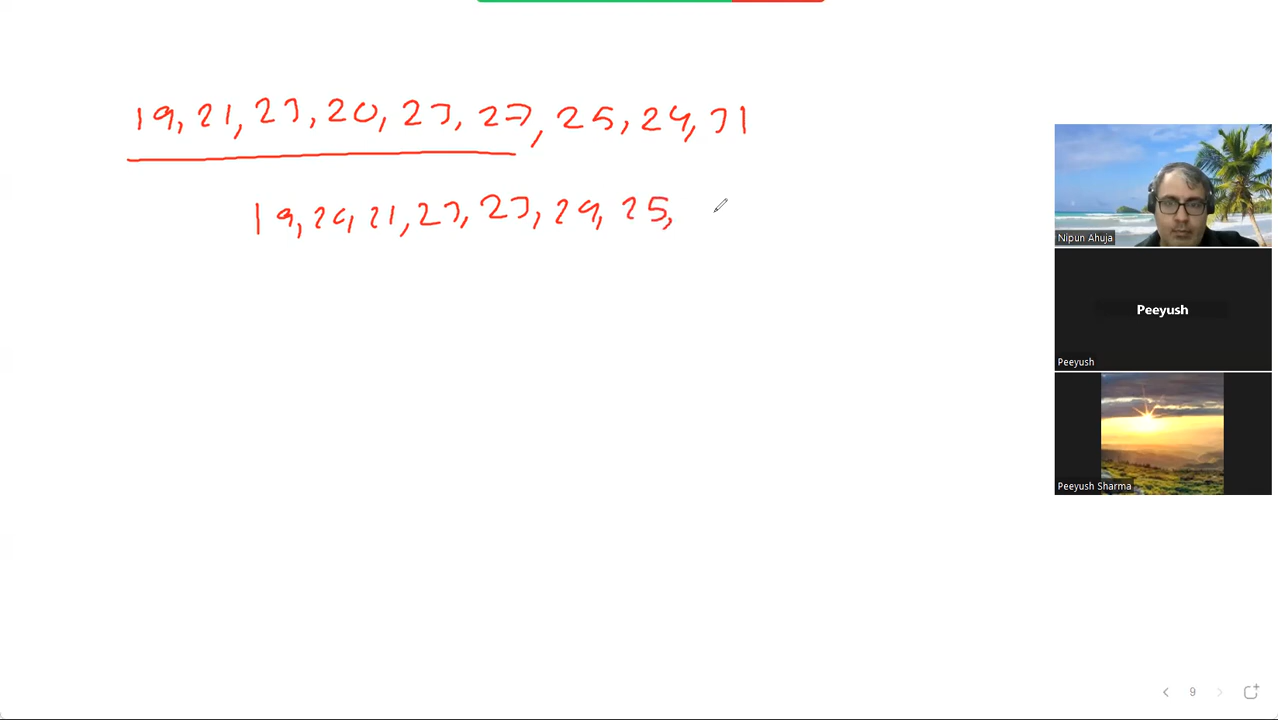 19, 21, 23, 20, 23, 27, 25, 24, 31
19, 20, 21, 23, 23, 24, 25,
Nipun Ahuja
Peeyush
Peeyush
Peeyush Sharma
9